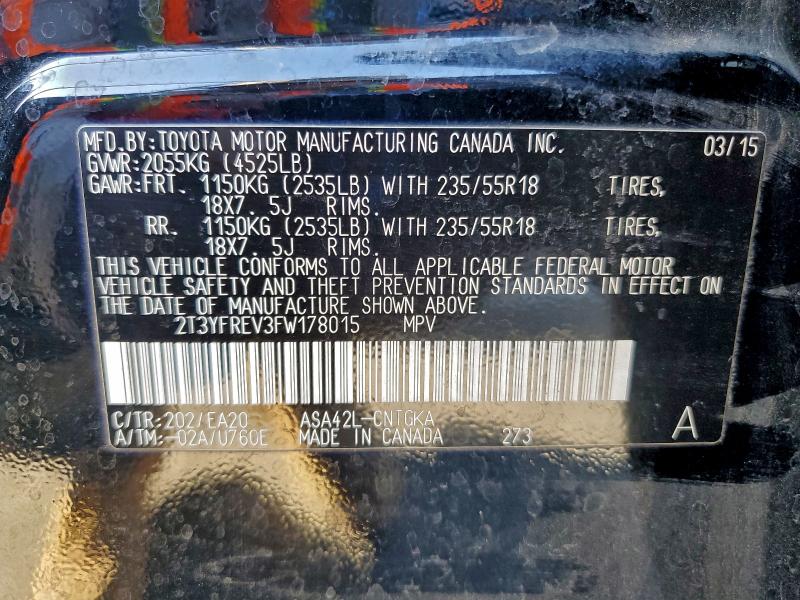 MFD.BY:TOYOTA MOTOR MANUFACTURING CANADA INC. 03/15
GVWR:2055KG (4525LB)
GAWR:FRT. 1150KG (2535LB) WITH 235/55R18 TIRES,
18X7. 5J RIMS.
RR. 1150KG (2535LB) WITH 235/55R18 TIRES,
18X7. 5J RIMS.
THIS VEHICLE CONFORMS TO ALL APPLICABLE FEDERAL MOTOR
VEHICLE SAFETY AND THEFT PREVENTION STANDARDS IN EFFECT ON
THE DATE OF MANUFACTURE SHOWN ABOVE.
2T3YFREV3FW178015 MPV
C/TR:202/EA20 ASA42L-CNTGKA
A/TM:-02A/U760E MADE IN CANADA 273 A